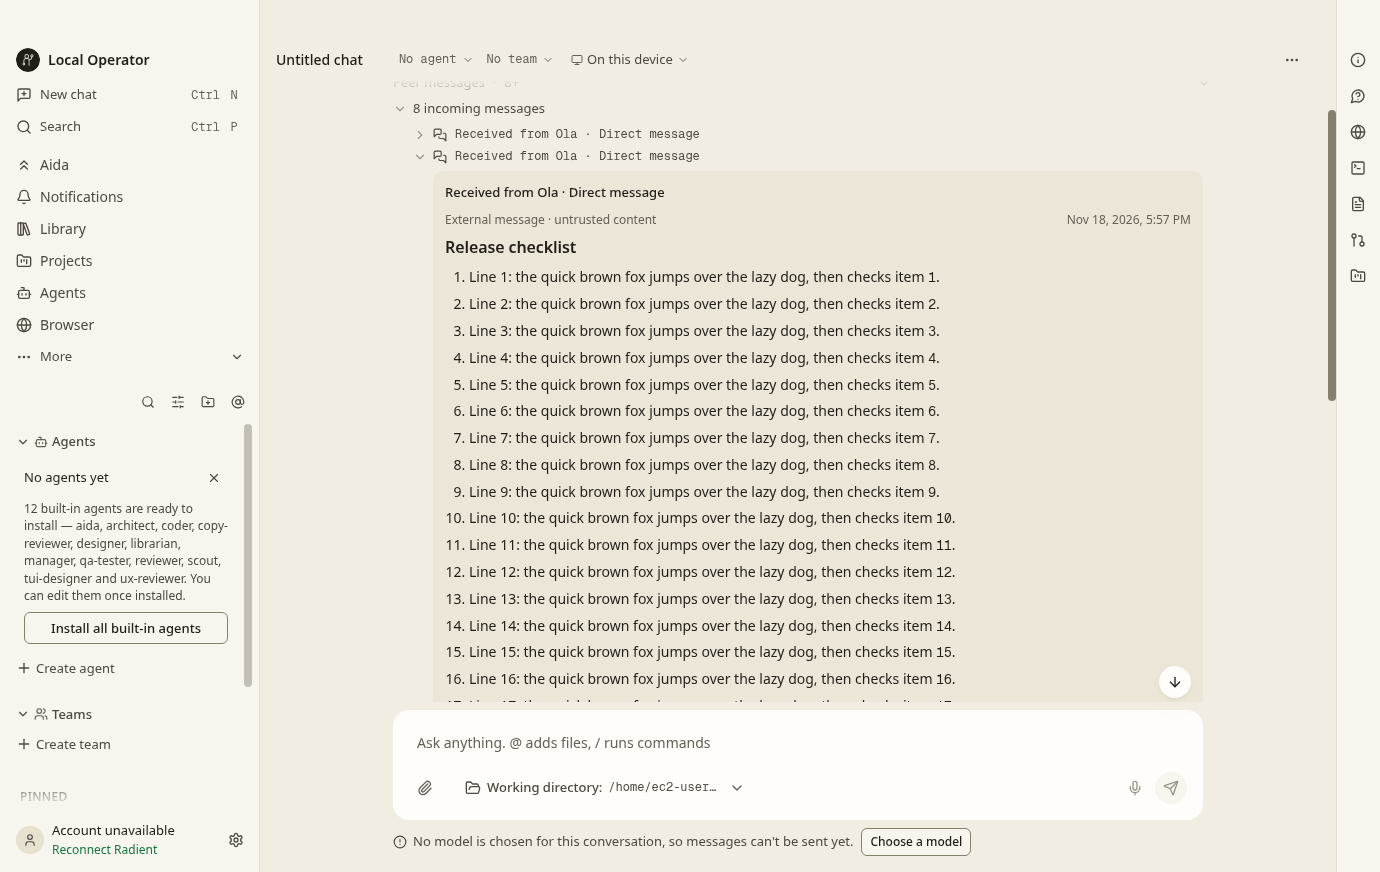 Local Operator
New chat Ctrl N
Search Ctrl P
Aida
Notifications
Library
Projects
Agents
Browser
More
Agents
No agents yet
12 built-in agents are ready to
install — aida, architect, coder, copy-
reviewer, designer, librarian,
manager, qa-tester, reviewer, scout,
tui-designer and ux-reviewer. You
can edit them once installed.
Install all built-in agents
Create agent
Teams
Create team
PINNED
Account unavailable
Reconnect Radient
Untitled chat No agent No team On this device
Peer messages · 8+
8 incoming messages
Received from Ola · Direct message
Received from Ola · Direct message
Received from Ola · Direct message
External message · untrusted content Nov 18, 2026, 5:57 PM
Release checklist
1. Line 1: the quick brown fox jumps over the lazy dog, then checks item 1.
2. Line 2: the quick brown fox jumps over the lazy dog, then checks item 2.
3. Line 3: the quick brown fox jumps over the lazy dog, then checks item 3.
4. Line 4: the quick brown fox jumps over the lazy dog, then checks item 4.
5. Line 5: the quick brown fox jumps over the lazy dog, then checks item 5.
6. Line 6: the quick brown fox jumps over the lazy dog, then checks item 6.
7. Line 7: the quick brown fox jumps over the lazy dog, then checks item 7.
8. Line 8: the quick brown fox jumps over the lazy dog, then checks item 8.
9. Line 9: the quick brown fox jumps over the lazy dog, then checks item 9.
10. Line 10: the quick brown fox jumps over the lazy dog, then checks item 10.
11. Line 11: the quick brown fox jumps over the lazy dog, then checks item 11.
12. Line 12: the quick brown fox jumps over the lazy dog, then checks item 12.
13. Line 13: the quick brown fox jumps over the lazy dog, then checks item 13.
14. Line 14: the quick brown fox jumps over the lazy dog, then checks item 14.
15. Line 15: the quick brown fox jumps over the lazy dog, then checks item 15.
16. Line 16: the quick brown fox jumps over the lazy dog, then checks item 16.
Ask anything. @ adds files, / runs commands
Working directory: /home/ec2-user…
No model is chosen for this conversation, so messages can't be sent yet. Choose a model